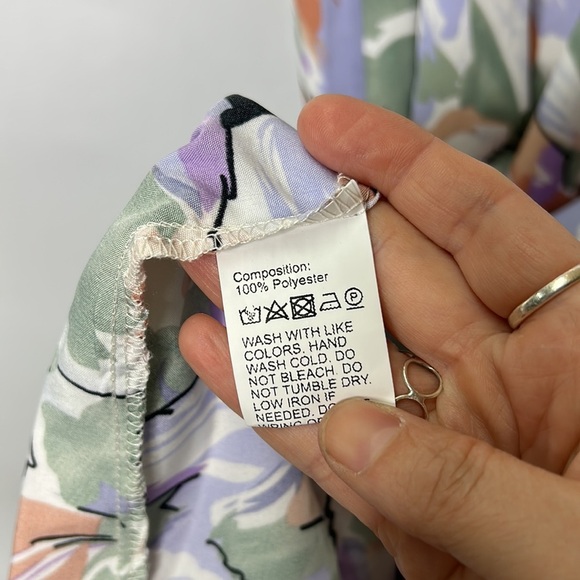 Composition:
100% Polyester
P
WASH WITH LIKE
COLORS. HAND
WASH COLD. DO
NOT BLEACH. DO
NOT TUMBLE DRY.
LOW IRON IF
NEEDED.